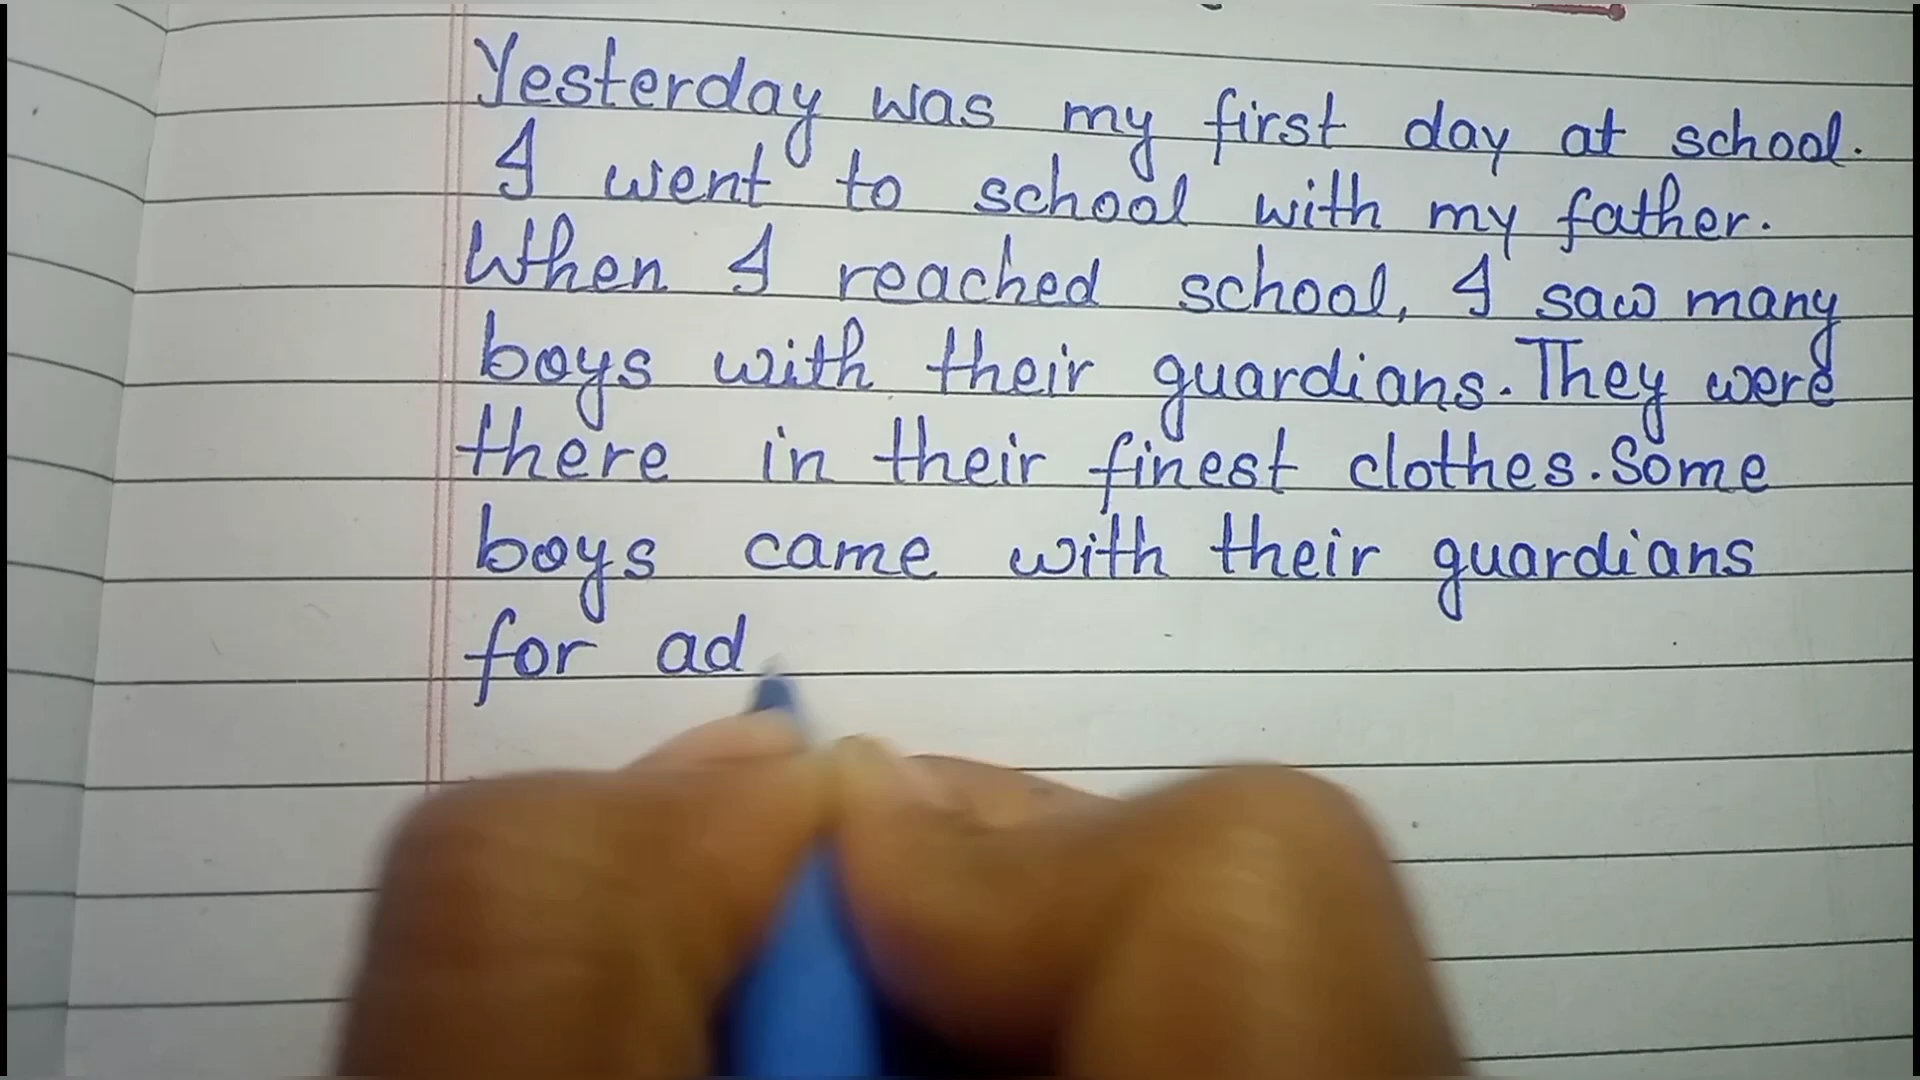 Yesterday was my first day at school.
I went to school with my father.
When I reached school, I saw many
boys with their guardians. They were
there in their finest clothes. Some
boys came with their guardians
for ad